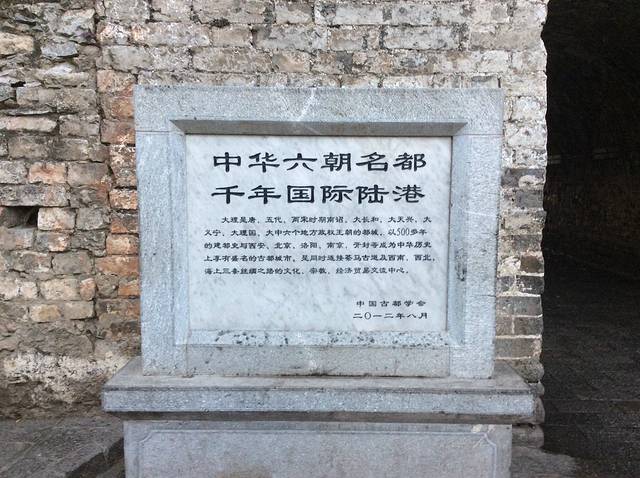 中华六朝名都
千年国际陆港
大理是唐、五代、两宋时期南诏、大长和、大天兴、大
义宁、大理国、大中六个地方政权王朝的都城，以500多年
的建都史与西安、北京、洛阳、南京、开封等成为中华历史
上享有盛名的古都城市。是同时连接茶马古道及西南、西北、
海上三条丝绸之路的文化、宗教、经济贸易交流中心。
中国古都学会
二〇一二年八月